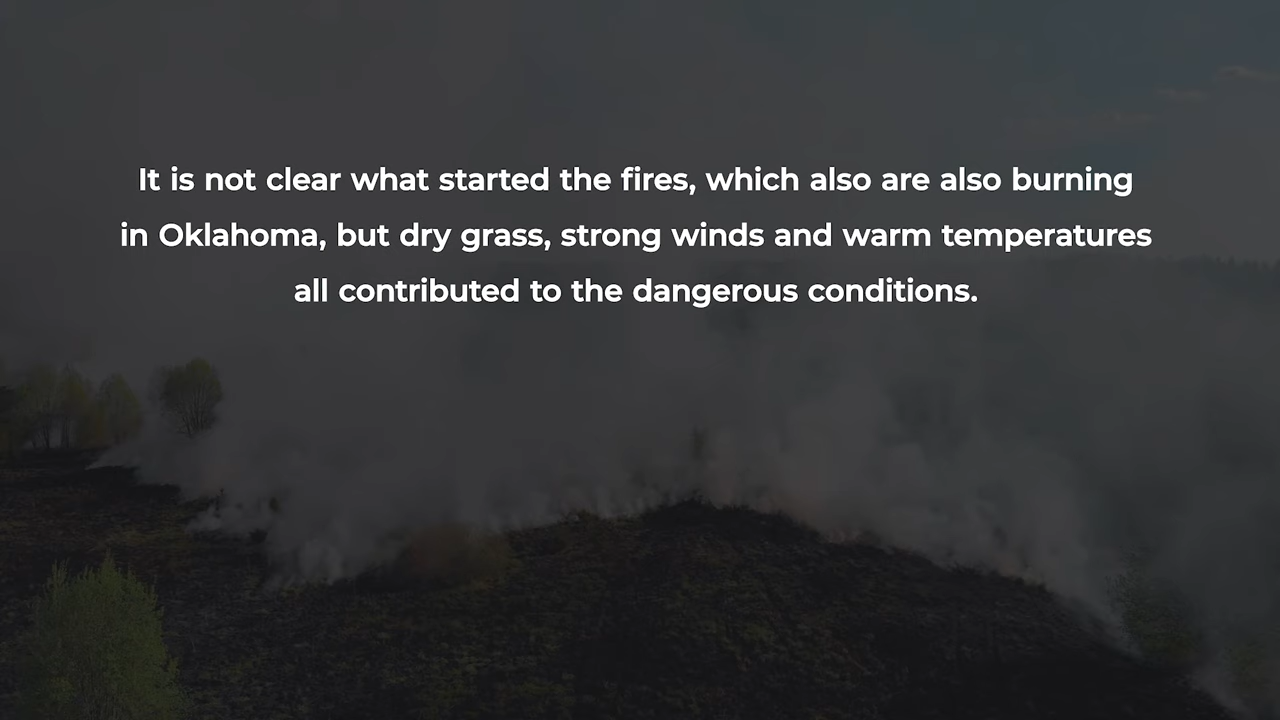 It is not clear what started the fires, which also are also burning
in Oklahoma, but dry grass, strong winds and warm temperatures
all contributed to the dangerous conditions.